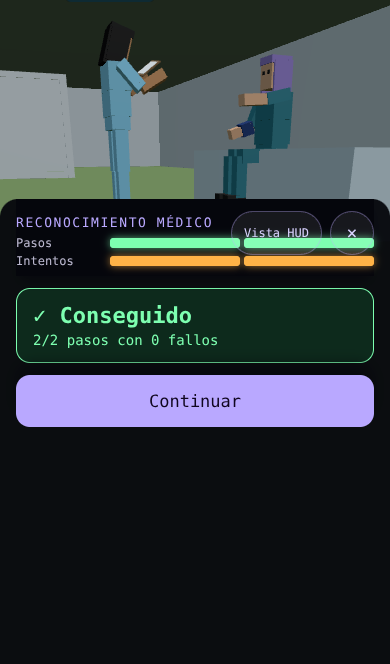 RECONOCIMIENTO MÉDICO
Vista HUD ✕
Pasos
Intentos
✓ Conseguido
2/2 pasos con 0 fallos
Continuar